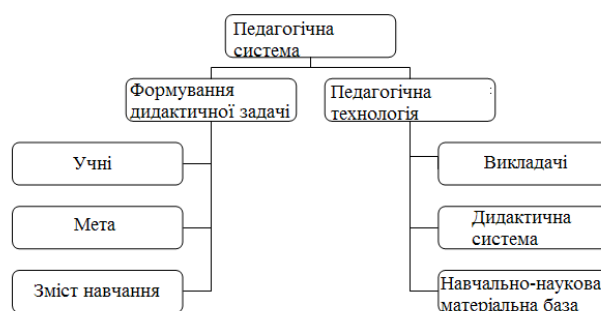 Педагогічна
система
Формування
дидактичної задачі
Педагогічна
технологія
Учні
Викладачі
Мета
Дидактична
система
Зміст навчання
Навчально-наукова
матеріальна база